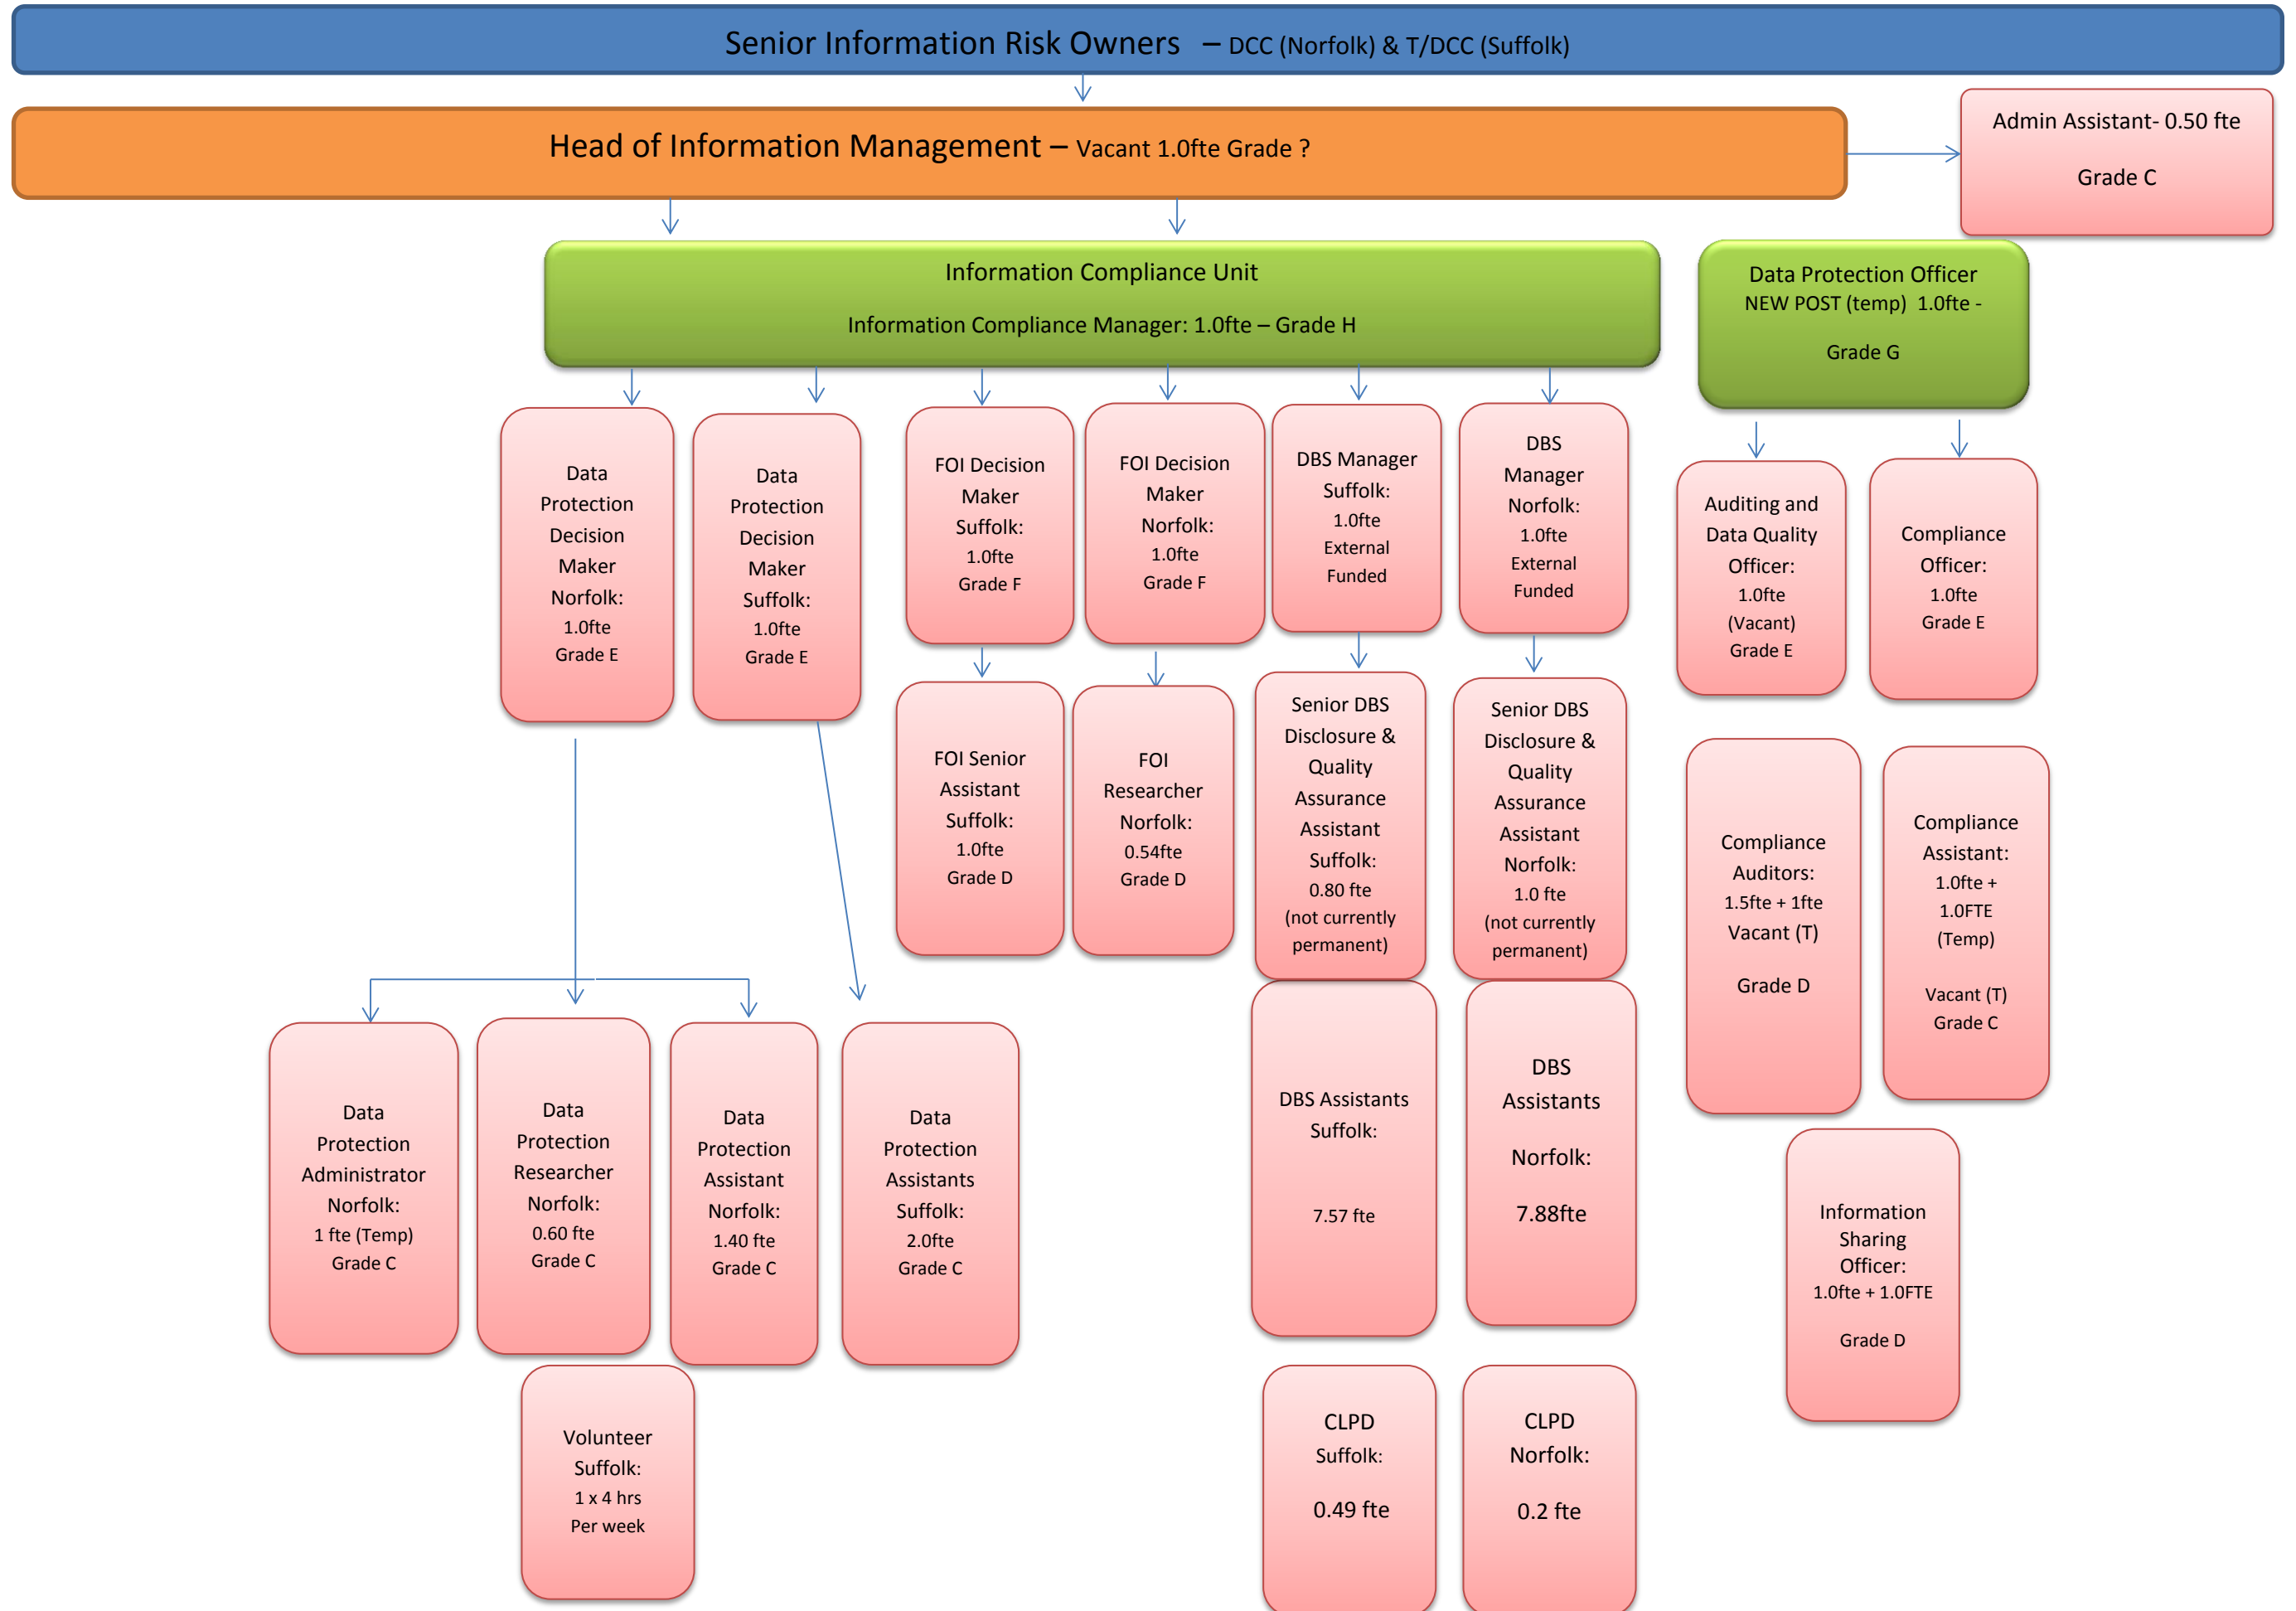 Senior Information Risk Owners – DCC (Norfolk) & T/DCC (Suffolk)
Head of Information Management – Vacant 1.0fte Grade ?
Admin Assistant- 0.50 fte
Grade C
Information Compliance Unit
Information Compliance Manager: 1.0fte – Grade H
Data Protection Officer
NEW POST (temp) 1.0fte -
Grade G
Data
Protection
Decision
Maker
Norfolk:
1.0fte
Grade E
Data
Protection
Decision
Maker
Suffolk:
1.0fte
Grade E
FOI Decision
Maker
Suffolk:
1.0fte
Grade F
FOI Decision
Maker
Norfolk:
1.0fte
Grade F
DBS Manager
Suffolk:
1.0fte
External
Funded
DBS
Manager
Norfolk:
1.0fte
External
Funded
Auditing and
Data Quality
Officer:
1.0fte
(Vacant)
Grade E
Compliance
Officer:
1.0fte
Grade E
FOI Senior
Assistant
Suffolk:
1.0fte
Grade D
FOI
Researcher
Norfolk:
0.54fte
Grade D
Senior DBS
Disclosure &
Quality
Assurance
Assistant
Suffolk:
0.80 fte
(not currently
permanent)
Senior DBS
Disclosure &
Quality
Assurance
Assistant
Norfolk:
1.0 fte
(not currently
permanent)
Compliance
Auditors:
1.5fte + 1fte
Vacant (T)
Grade D
Compliance
Assistant:
1.0fte +
1.0FTE
(Temp)
Vacant (T)
Grade C
Data
Protection
Administrator
Norfolk:
1 fte (Temp)
Grade C
Data
Protection
Researcher
Norfolk:
0.60 fte
Grade C
Data
Protection
Assistant
Norfolk:
1.40 fte
Grade C
Data
Protection
Assistants
Suffolk:
2.0fte
Grade C
DBS Assistants
Suffolk:
7.57 fte
DBS
Assistants
Norfolk:
7.88fte
Information
Sharing
Officer:
1.0fte + 1.0FTE
Grade D
Volunteer
Suffolk:
1 x 4 hrs
Per week
CLPD
Suffolk:
0.49 fte
CLPD
Norfolk:
0.2 fte